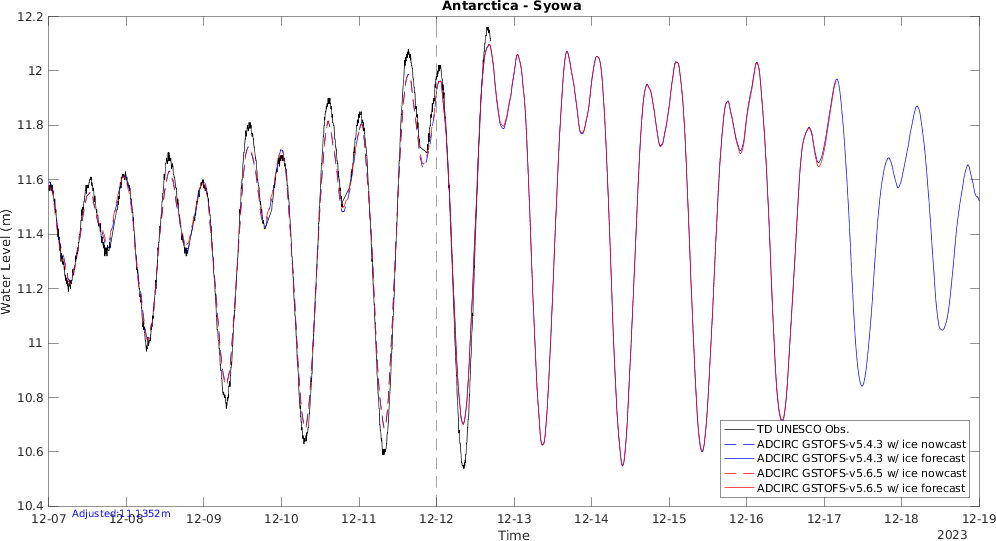 Antarctica - Syowa
12.2
12
11.8
11.6
11.4
11.2
11
10.8
10.6
10.4
Water Level (m)
TD UNESCO Obs.
ADCIRC GSTOFS-v5.4.3 w/ ice nowcast
ADCIRC GSTOFS-v5.4.3 w/ ice forecast
ADCIRC GSTOFS-v5.6.5 w/ ice nowcast
ADCIRC GSTOFS-v5.6.5 w/ ice forecast
Adjusted:11.1352m
12-07 12-08 12-09 12-10 12-11 12-12 12-13 12-14 12-15 12-16 12-17 12-18 12-19
Time
2023